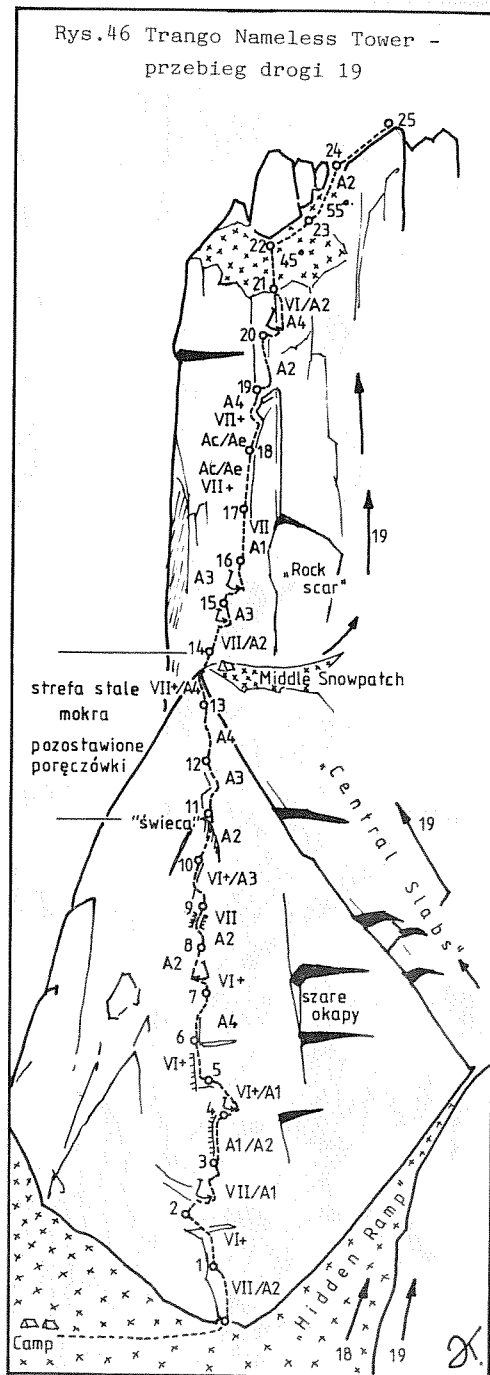 Rys.46 Trango Nameless Tower -
przebieg drogi 19
25
24
A2
55°
23
22
45°
21
VI/A2
A4
20
A2
19
A4
VII+
Ac/Ae
18
Ac/Ae
VII+
17
VII
19
16
A1
A3
"Rock
scar"
15
A3
14
VII/A2
Middle Snowpatch
strefa stale
mokra
VII+/A4
13
pozostawione
poręczówki
A4
12
A3
11
"świeca"
A2
"Central Slabs"
19
10
VI+/A3
9
VII
8
A2
A2
VI+
7
szare
okapy
A4
6
VI+
5
VI+/A1
4
A1/A2
3
VII/A1
2
VI+
1
VII/A2
"Hidden Ramp"
Camp
18
19